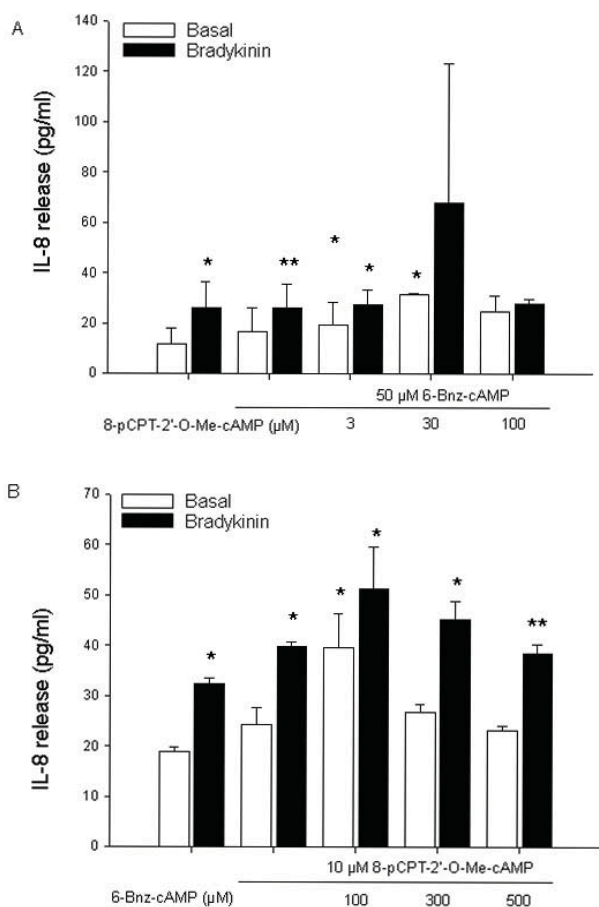 A
Basal
Bradykinin
IL-8 release (pg/ml)
140
120
100
80
60
40
20
0
* ** * * *
50 µM 6-Bnz-cAMP
8-pCPT-2'-O-Me-cAMP (µM) 3 30 100
B
Basal
Bradykinin
IL-8 release (pg/ml)
70
60
50
40
30
20
10
0
* * * * * **
10 µM 8-pCPT-2'-O-Me-cAMP
6-Bnz-cAMP (µM) 100 300 500